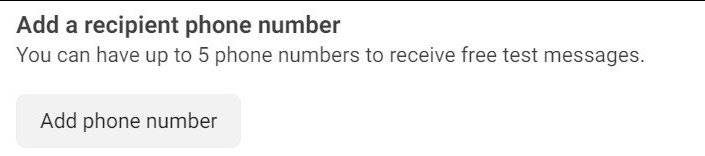 Add a recipient phone number
You can have up to 5 phone numbers to receive free test messages.
Add phone number